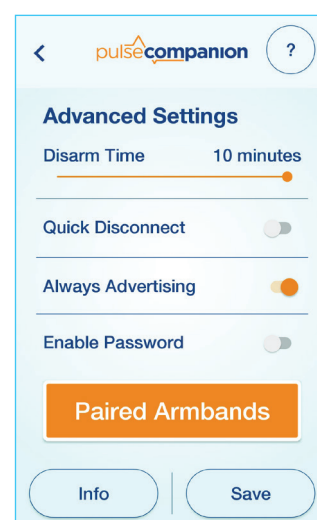 pulsecompanion
?
Advanced Settings
Disarm Time 10 minutes
Quick Disconnect
Always Advertising
Enable Password
Paired Armbands
Info Save